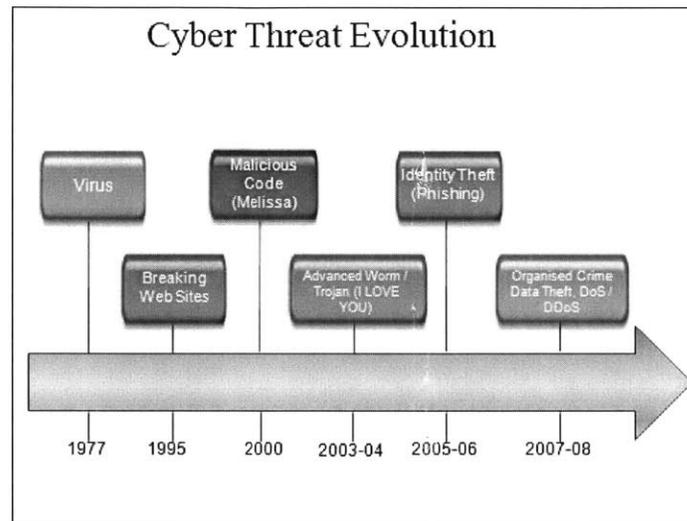 Cyber Threat Evolution
Virus
Breaking
Web Sites
Malicious
Code
(Melissa)
Advanced Worm /
Trojan (I LOVE
YOU)
Identity Theft
(Phishing)
Organised Crime
Data Theft, DoS /
DDoS
1977
1995
2000
2003-04
2005-06
2007-08